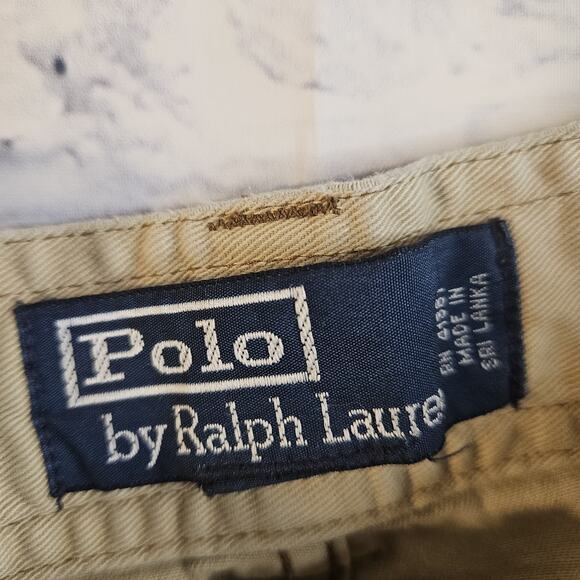 Polo
by Ralph Laure
RN 41381
MADE IN
SRI LANKA